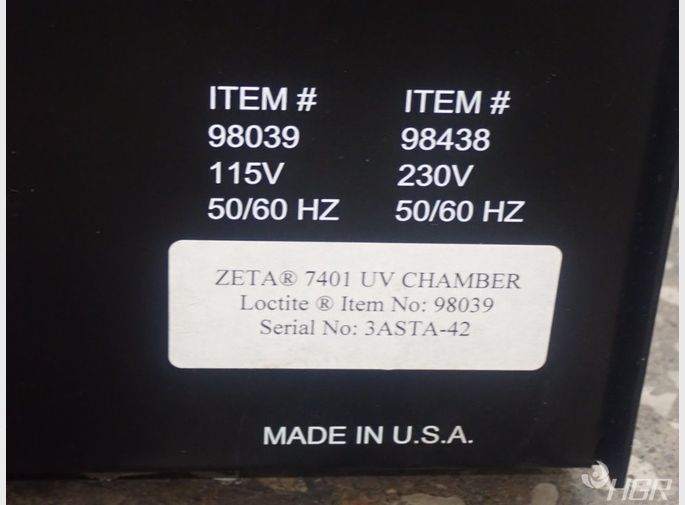 ITEM # ITEM #
98039 98438
115V 230V
50/60 HZ 50/60 HZ
ZETA® 7401 UV CHAMBER
Loctite ® Item No: 98039
Serial No: 3ASTA-42
MADE IN U.S.A.
HGR